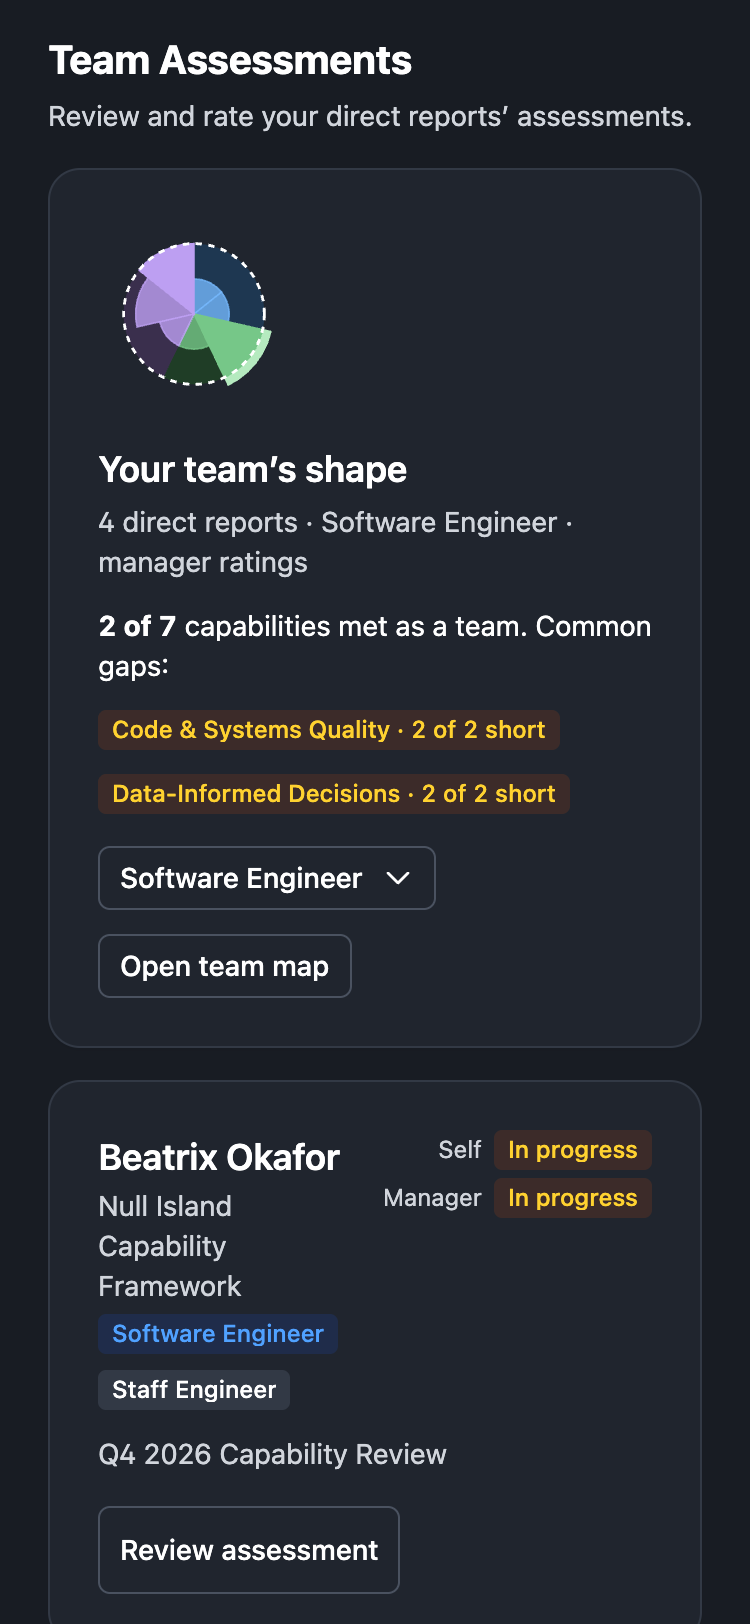 Team Assessments
Review and rate your direct reports’ assessments.
Your team’s shape
4 direct reports · Software Engineer ·
manager ratings
2 of 7 capabilities met as a team. Common
gaps:
Code & Systems Quality · 2 of 2 short
Data-Informed Decisions · 2 of 2 short
Software Engineer
Open team map
Beatrix Okafor
Self In progress
Manager In progress
Null Island
Capability
Framework
Software Engineer
Staff Engineer
Q4 2026 Capability Review
Review assessment